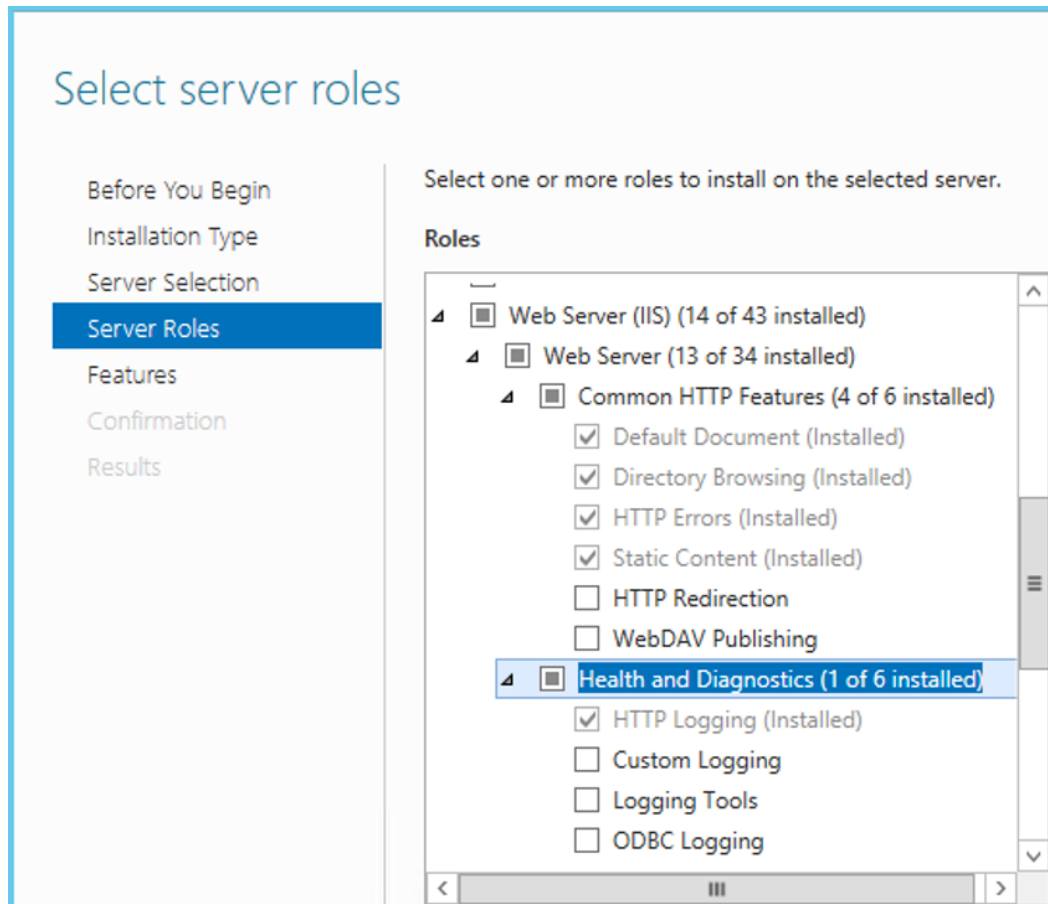 Select server roles
Before You Begin
Installation Type
Server Selection
Server Roles
Features
Confirmation
Results
Select one or more roles to install on the selected server.
Roles
Web Server (IIS) (14 of 43 installed)
Web Server (13 of 34 installed)
Common HTTP Features (4 of 6 installed)
Default Document (Installed)
Directory Browsing (Installed)
HTTP Errors (Installed)
Static Content (Installed)
HTTP Redirection
WebDAV Publishing
Health and Diagnostics (1 of 6 installed)
HTTP Logging (Installed)
Custom Logging
Logging Tools
ODBC Logging